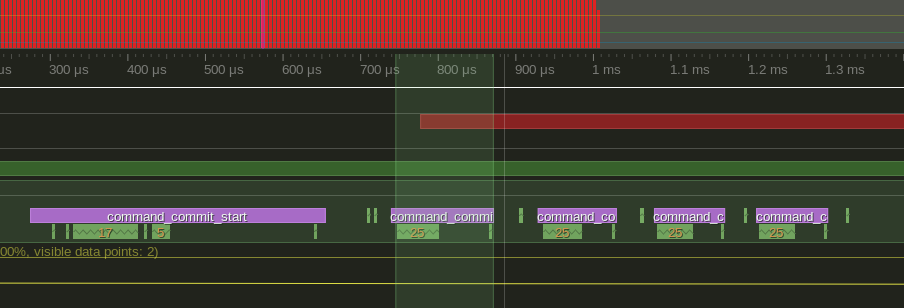 μs 300 μs 400 μs 500 μs 600 μs 700 μs 800 μs 900 μs 1 ms 1.1 ms 1.2 ms 1.3 ms
command_commit_start command_commi command_co command_c command_c
17 5 25 25 25 25
00%, visible data points: 2)